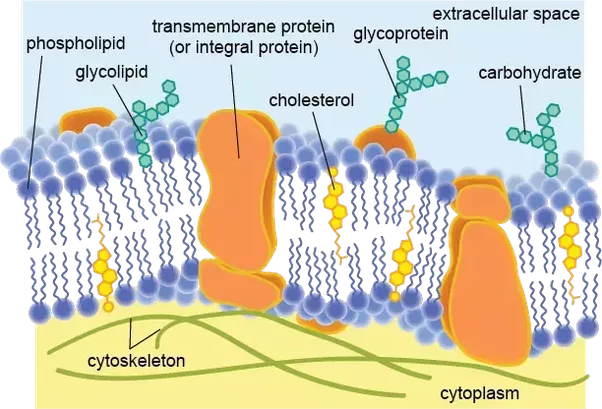 extracellular space
transmembrane protein
(or integral protein)
glycoprotein
phospholipid
glycolipid
carbohydrate
cholesterol
cytoskeleton
cytoplasm